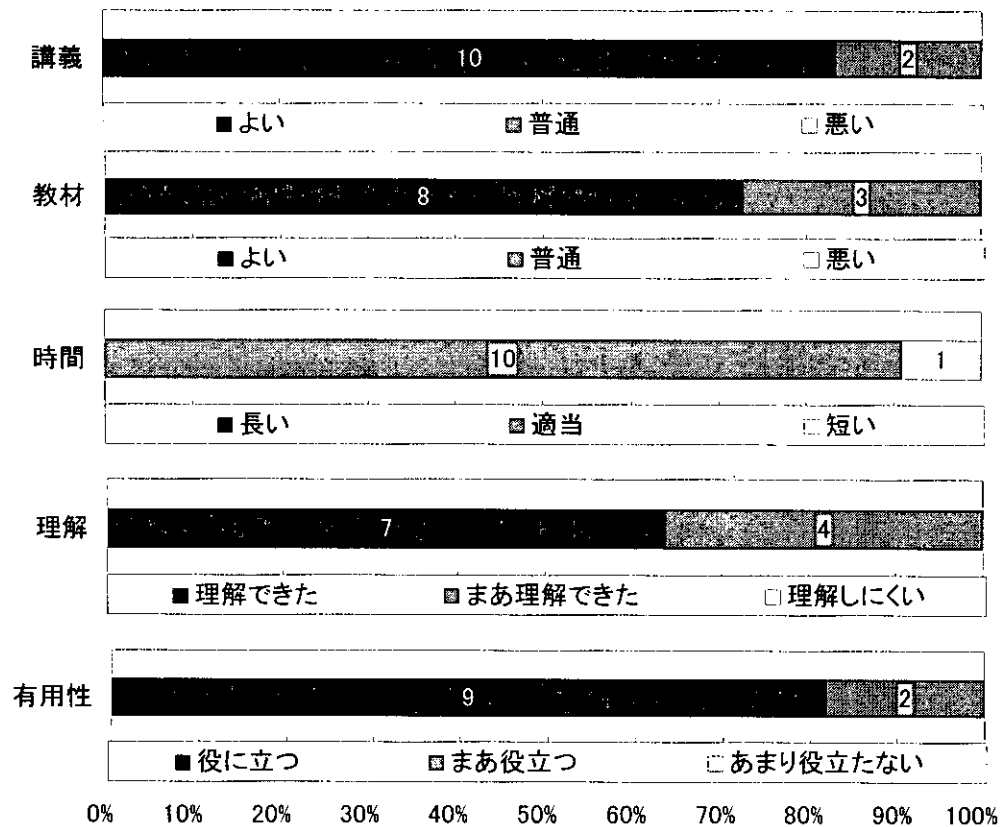 講義 10 2
■よい ■普通 □悪い
教材 8 3
■よい ■普通 □悪い
時間 10 1
■長い ■適当 □短い
理解 7 4
■理解できた ■まあ理解できた □理解しにくい
有用性 9 2
■役に立つ ■まあ役立つ □あまり役立たない
0% 10% 20% 30% 40% 50% 60% 70% 80% 90% 100%